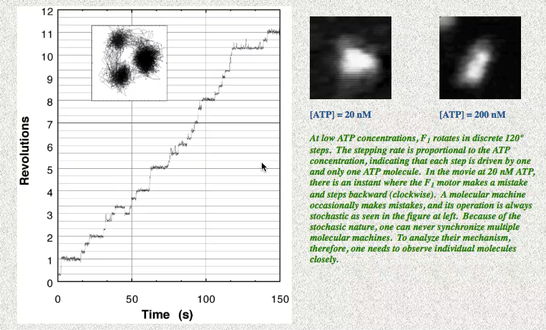 12
11
10
9
8
7
6
5
4
3
2
1
0
Revolutions
0
50
100
150
Time (s)
[ATP] = 20 nM
[ATP] = 200 nM
At low ATP concentrations, F1 rotates in discrete 120°
steps. The stepping rate is proportional to the ATP
concentration, indicating that each step is driven by one
and only one ATP molecule. In the movie at 20 nM ATP,
there is an instant where the F1 motor makes a mistake
and steps backward (clockwise). A molecular machine
occasionally makes mistakes, and its operation is always
stochastic as seen in the figure at left. Because of the
stochasic nature, one can never synchronize multiple
molecular machines. To analyze their mechanism,
therefore, one needs to observe individual molecules
closely.